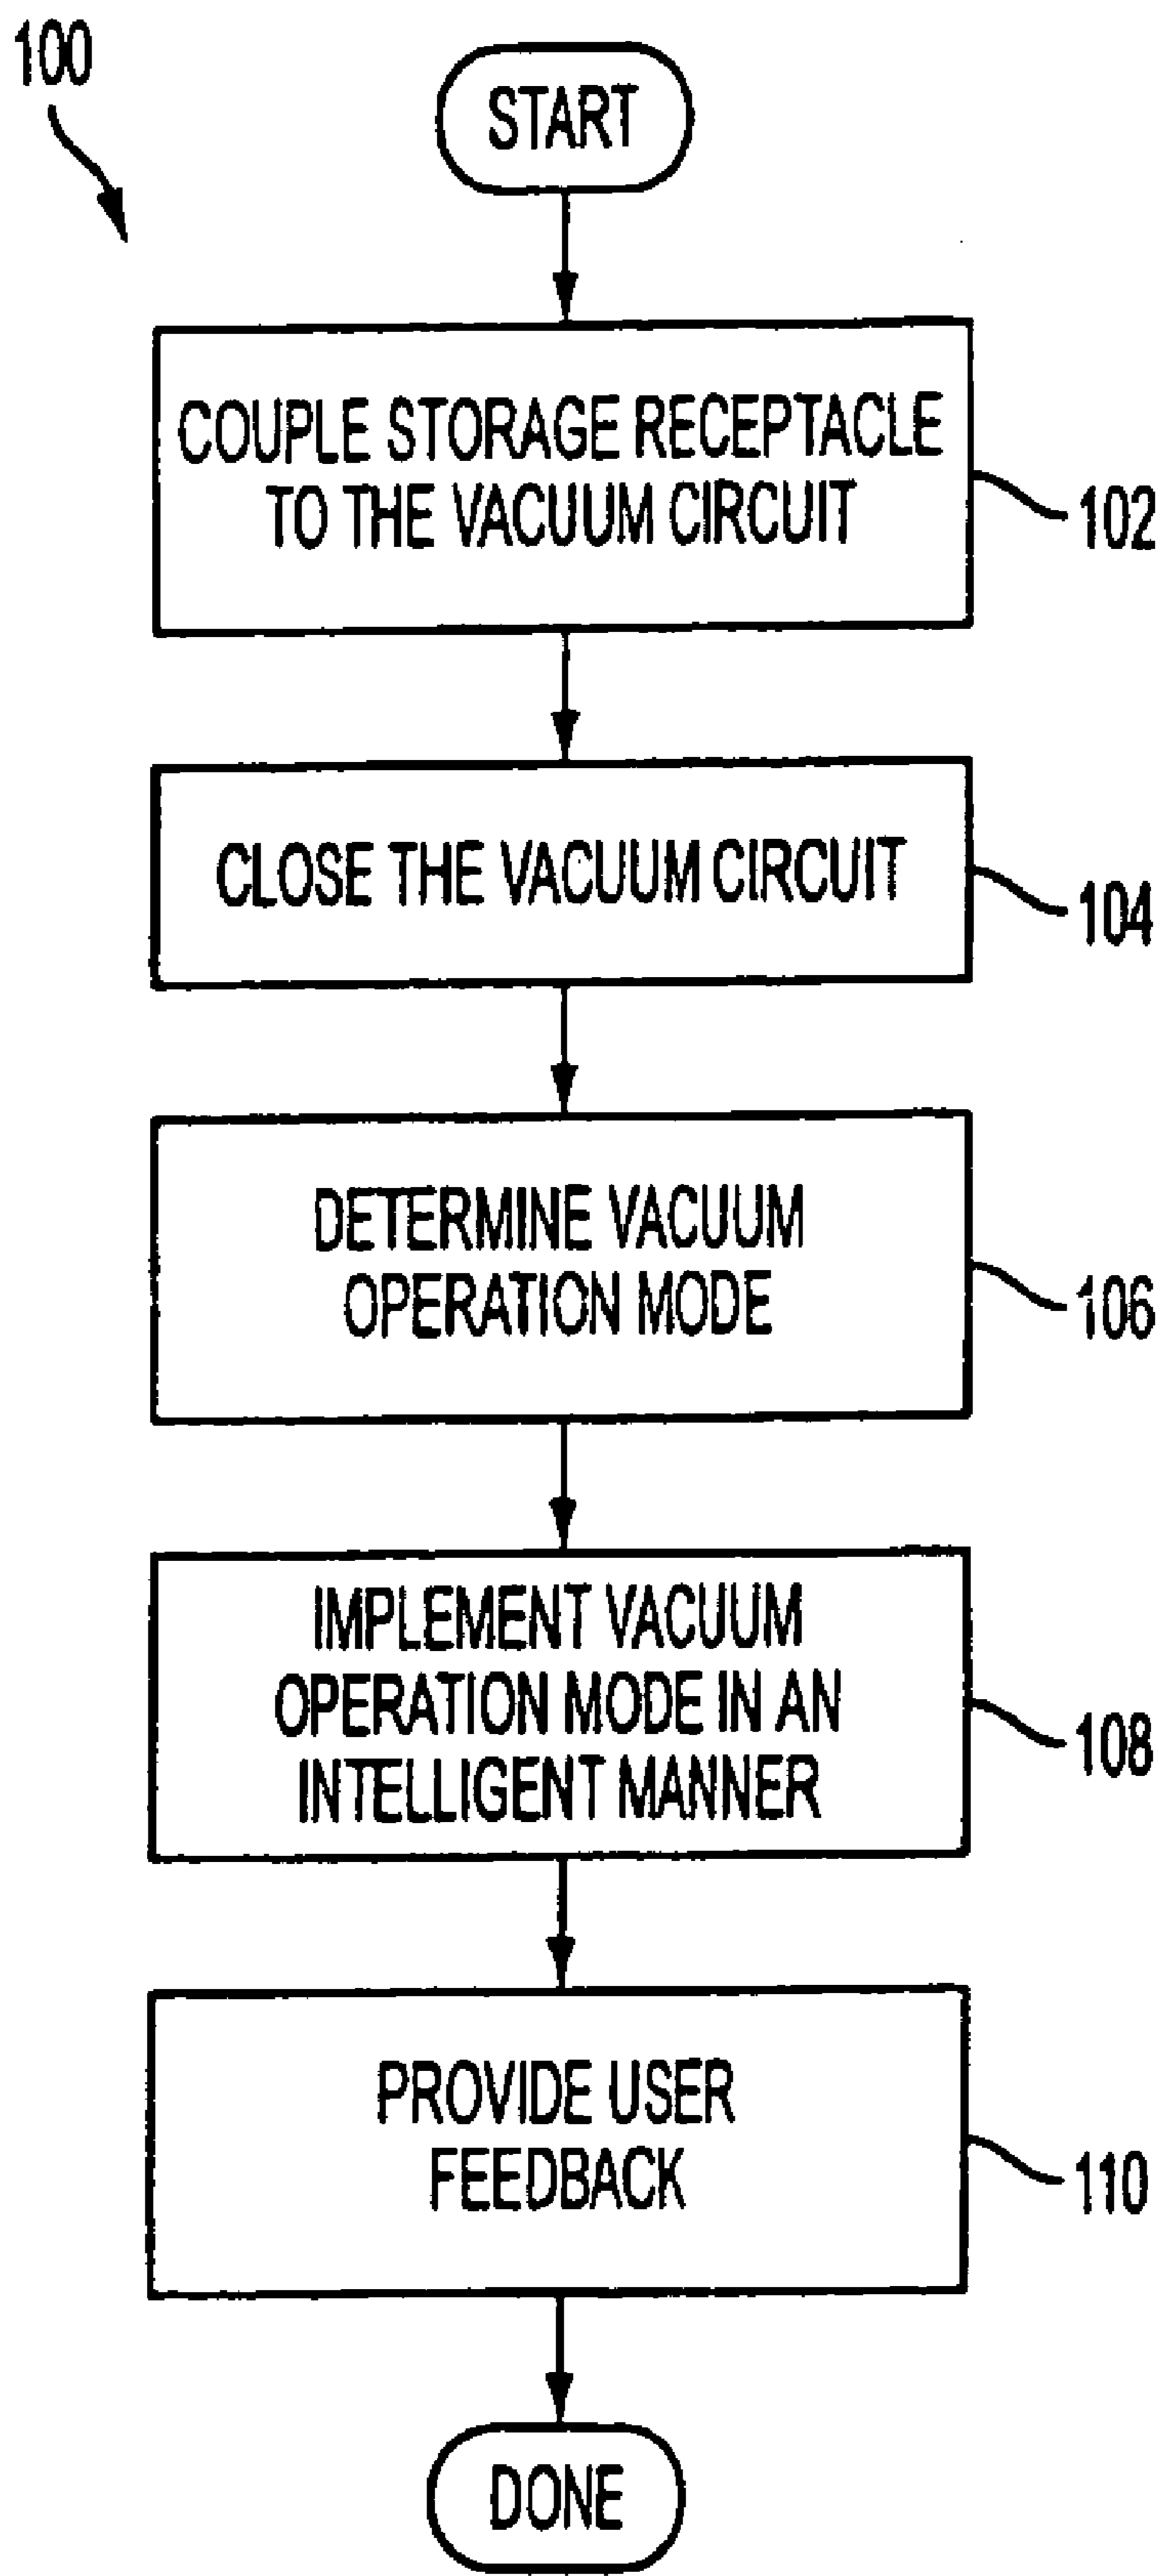 100
START
COUPLE STORAGE RECEPTACLE
TO THE VACUUM CIRCUIT
102
CLOSE THE VACUUM CIRCUIT
104
DETERMINE VACUUM
OPERATION MODE
106
IMPLEMENT VACUUM
OPERATION MODE IN AN
INTELLIGENT MANNER
108
PROVIDE USER
FEEDBACK
110
DONE